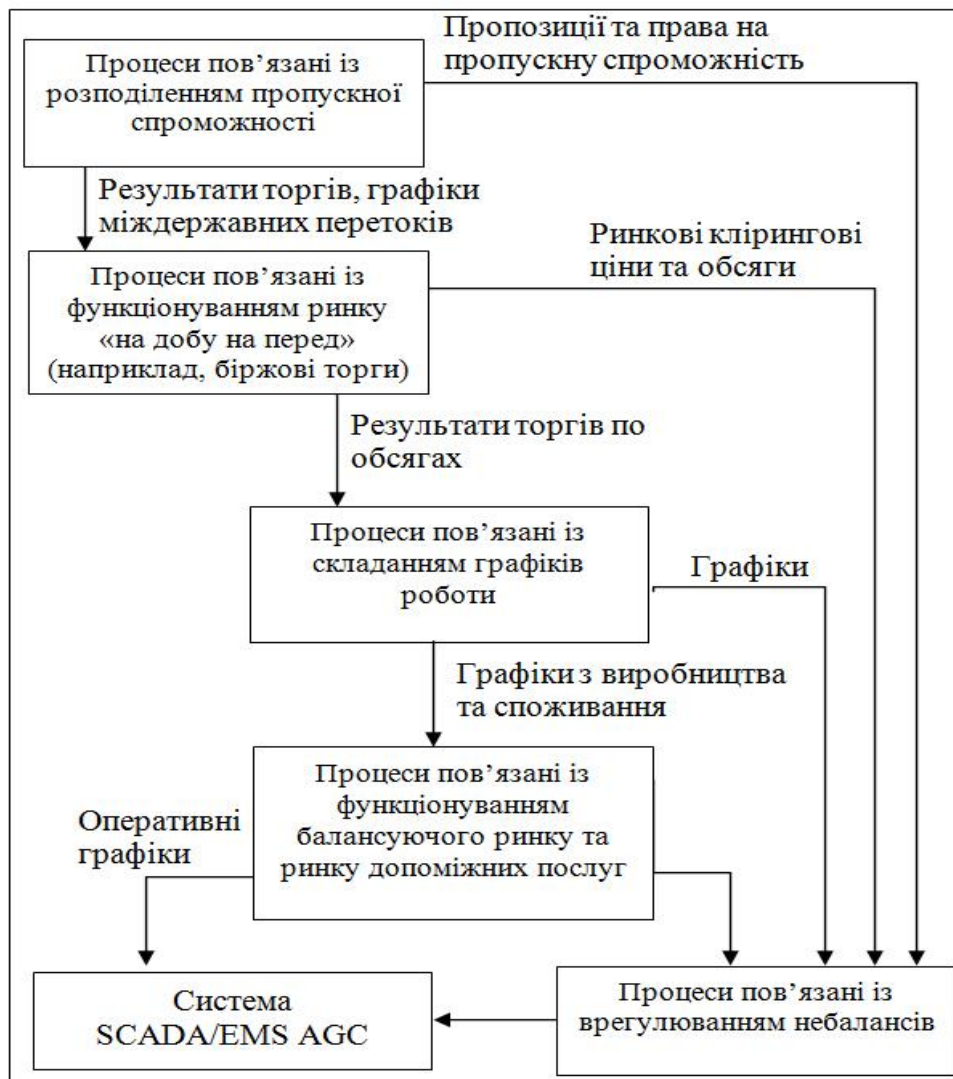 Пропозиції та права на
пропускну спроможність
Процеси пов’язані із
розподіленням пропускної
спроможності
Результати торгів, графіки
міждержавних перетоків
Ринкові клірингові
ціни та обсяги
Процеси пов’язані із
функціонуванням ринку
«на добу на перед»
(наприклад, біржові торги)
Результати торгів по
обсягах
Процеси пов’язані із
складанням графіків
роботи
Графіки
Графіки з виробництва
та споживання
Процеси пов’язані із
функціонуванням
балансуючого ринку та
ринку допоміжних послуг
Оперативні
графіки
Система
SCADA/EMS AGC
Процеси пов’язані із
врегулюванням небалансів